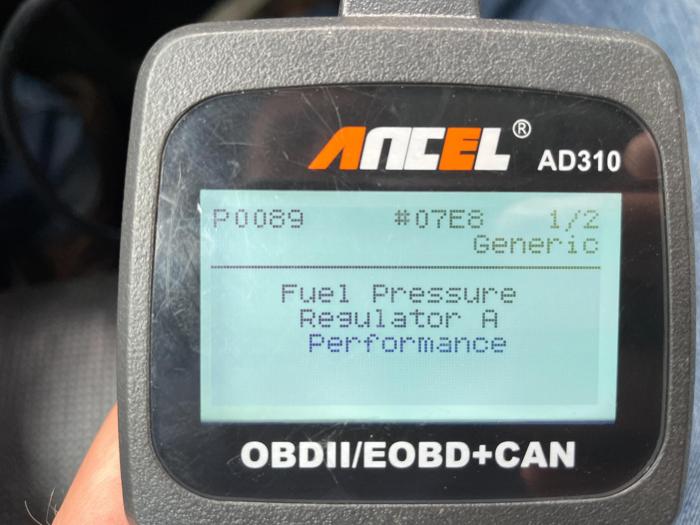 ANCEL® AD310
P0089 #07E8 1/2
Generic
Fuel Pressure
Regulator A
Performance
OBDII/EOBD+CAN